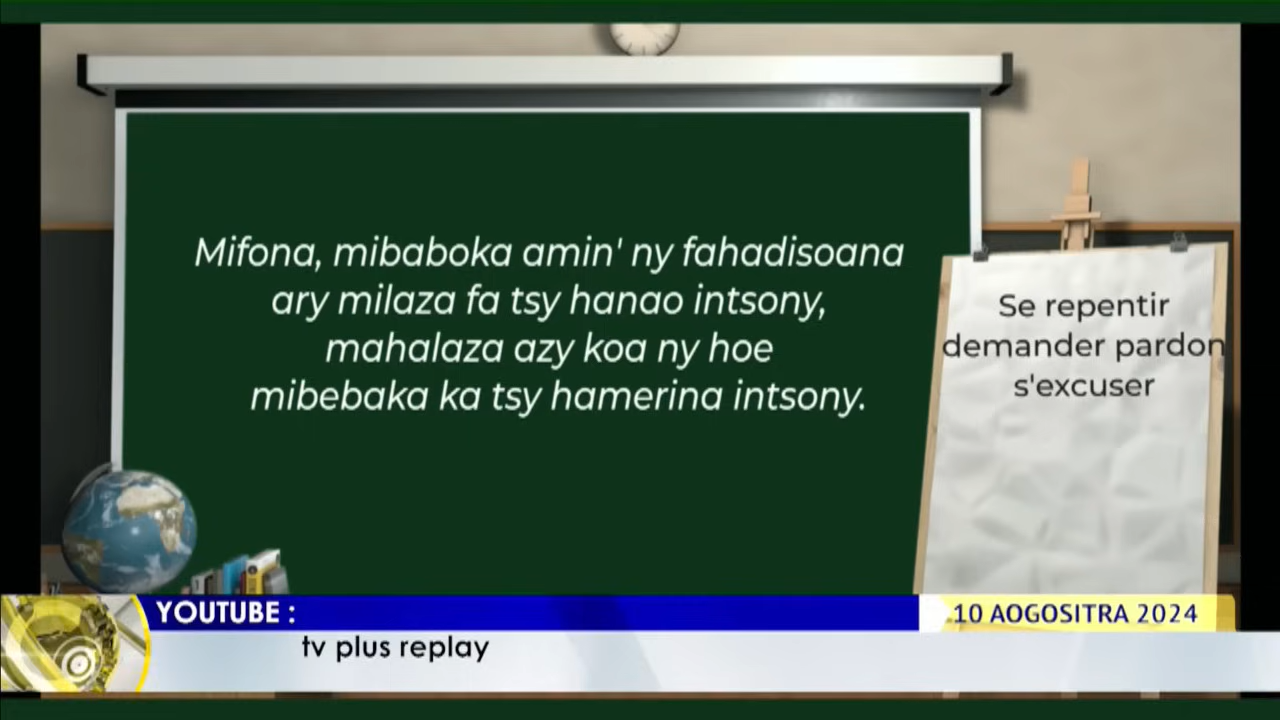 Mifona, mibaboka amin' ny fahadisoana
ary milaza fa tsy hanao intsony,
mahalaza azy koa ny hoe
mibebaka ka tsy hamerina intsony.
Se repentir
demander pardon
s'excuser
YOUTUBE :
10 AOGOSITRA 2024
tv plus replay